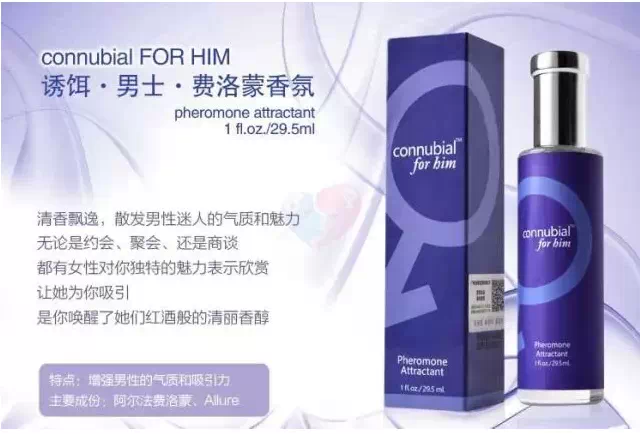 connubial FOR HIM
诱饵·男士·费洛蒙香氛
pheromone attractant
1 fl.oz./29.5ml
清香飘逸，散发男性迷人的气质和魅力
无论是约会、聚会、还是商谈
都有女性对你独特的魅力表示欣赏
让她为你吸引
是你唤醒了她们红酒般的清丽香醇
特点：增强男性的气质和吸引力
主要成份：阿尔法费洛蒙、Allure
connubial™
for him
Pheromone
Attractant
1 fl.oz./29.5 mL
connubial™
for him
Pheromone
Attractant
1 fl.oz./29.5 mL